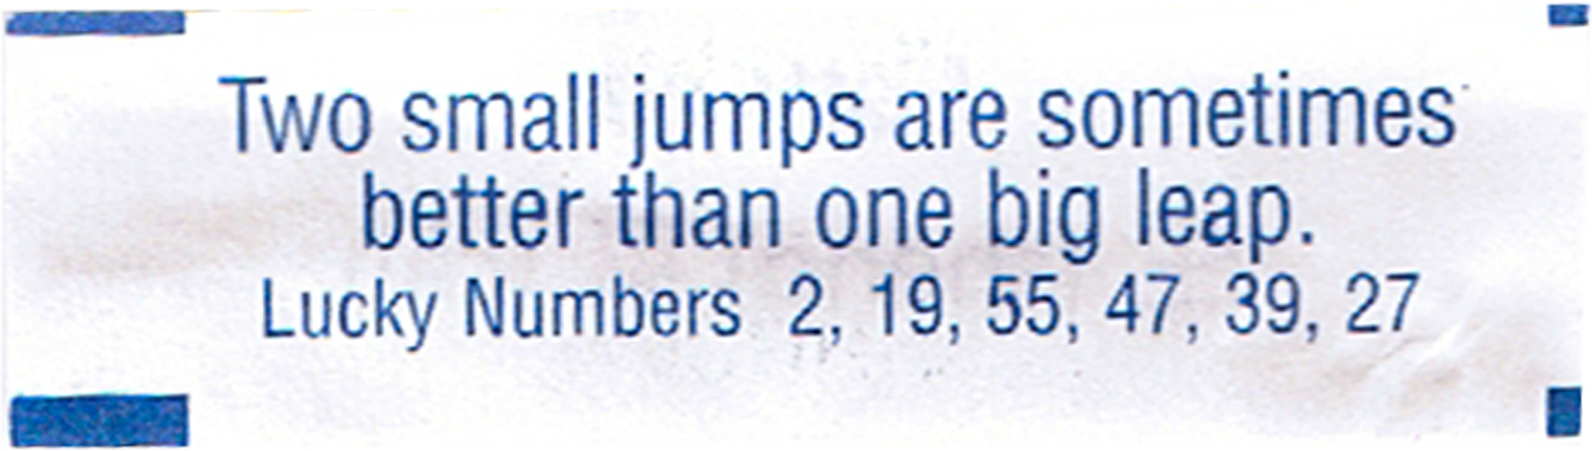 Two small jumps are sometimes
better than one big leap.
Lucky Numbers 2, 19, 55, 47, 39, 27